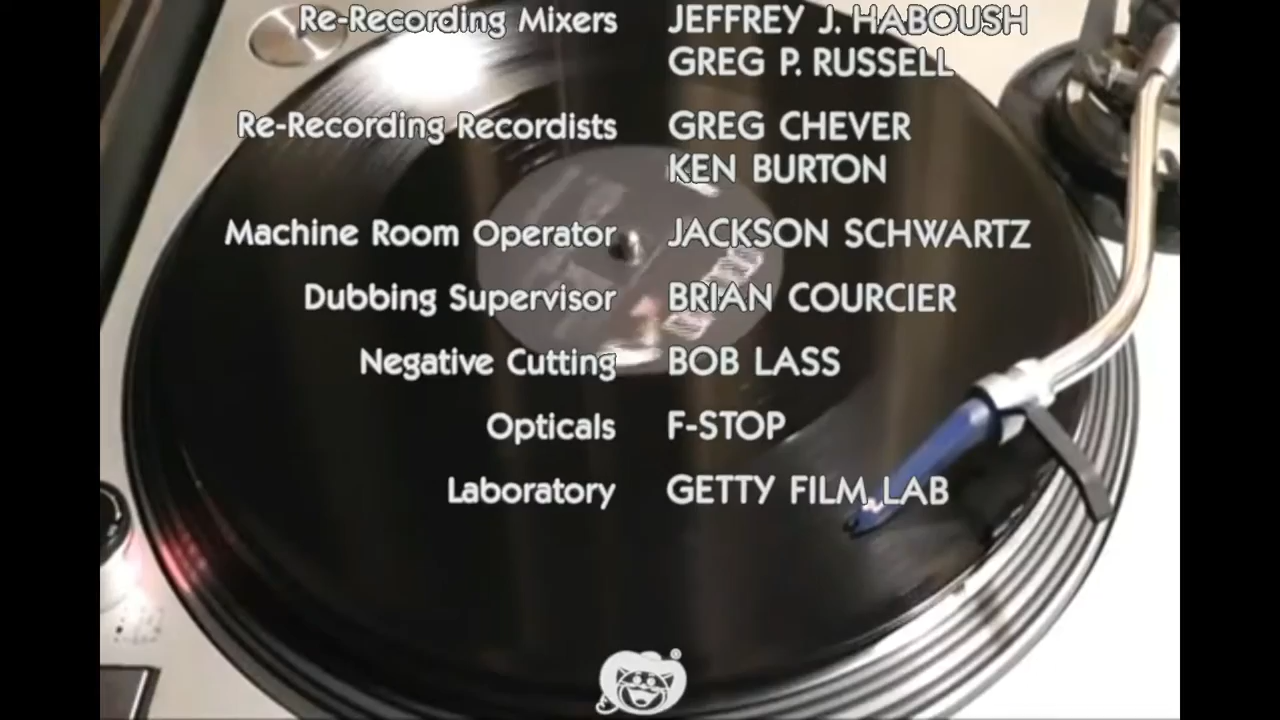 Re-Recording Mixers JEFFREY J. HABOUSH
GREG P. RUSSELL
Re-Recording Recordists GREG CHEVER
KEN BURTON
Machine Room Operator JACKSON SCHWARTZ
Dubbing Supervisor BRIAN COURCIER
Negative Cutting BOB LASS
Opticals F-STOP
Laboratory GETTY FILM LAB